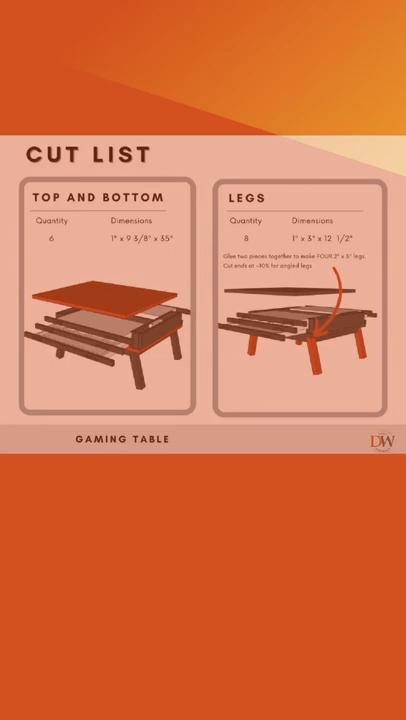 CUT LIST
TOP AND BOTTOM
Quantity Dimensions
6 1" x 9 3/8" x 35"
LEGS
Quantity Dimensions
8 1" x 3" x 12 1/2"
Glue two pieces together to make FOUR 2" x 3" legs.
Cut ends at ~10% for angled legs
GAMING TABLE
DW